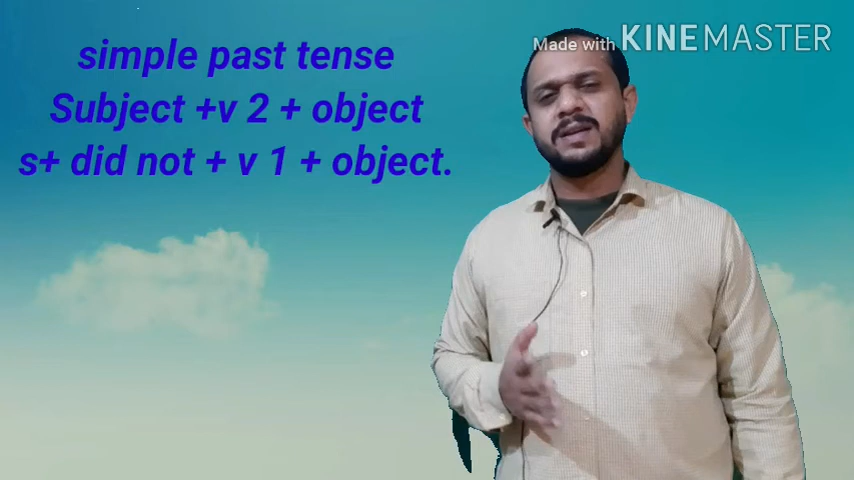 Made with KINEMASTER
simple past tense
Subject +v 2 + object
s+ did not + v 1 + object.